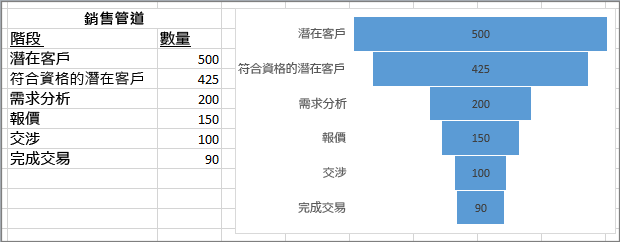 銷售管道
階段 數量
潛在客戶 500
符合資格的潛在客戶 425
需求分析 200
報價 150
交涉 100
完成交易 90
潛在客戶 500
符合資格的潛在客戶 425
需求分析 200
報價 150
交涉 100
完成交易 90